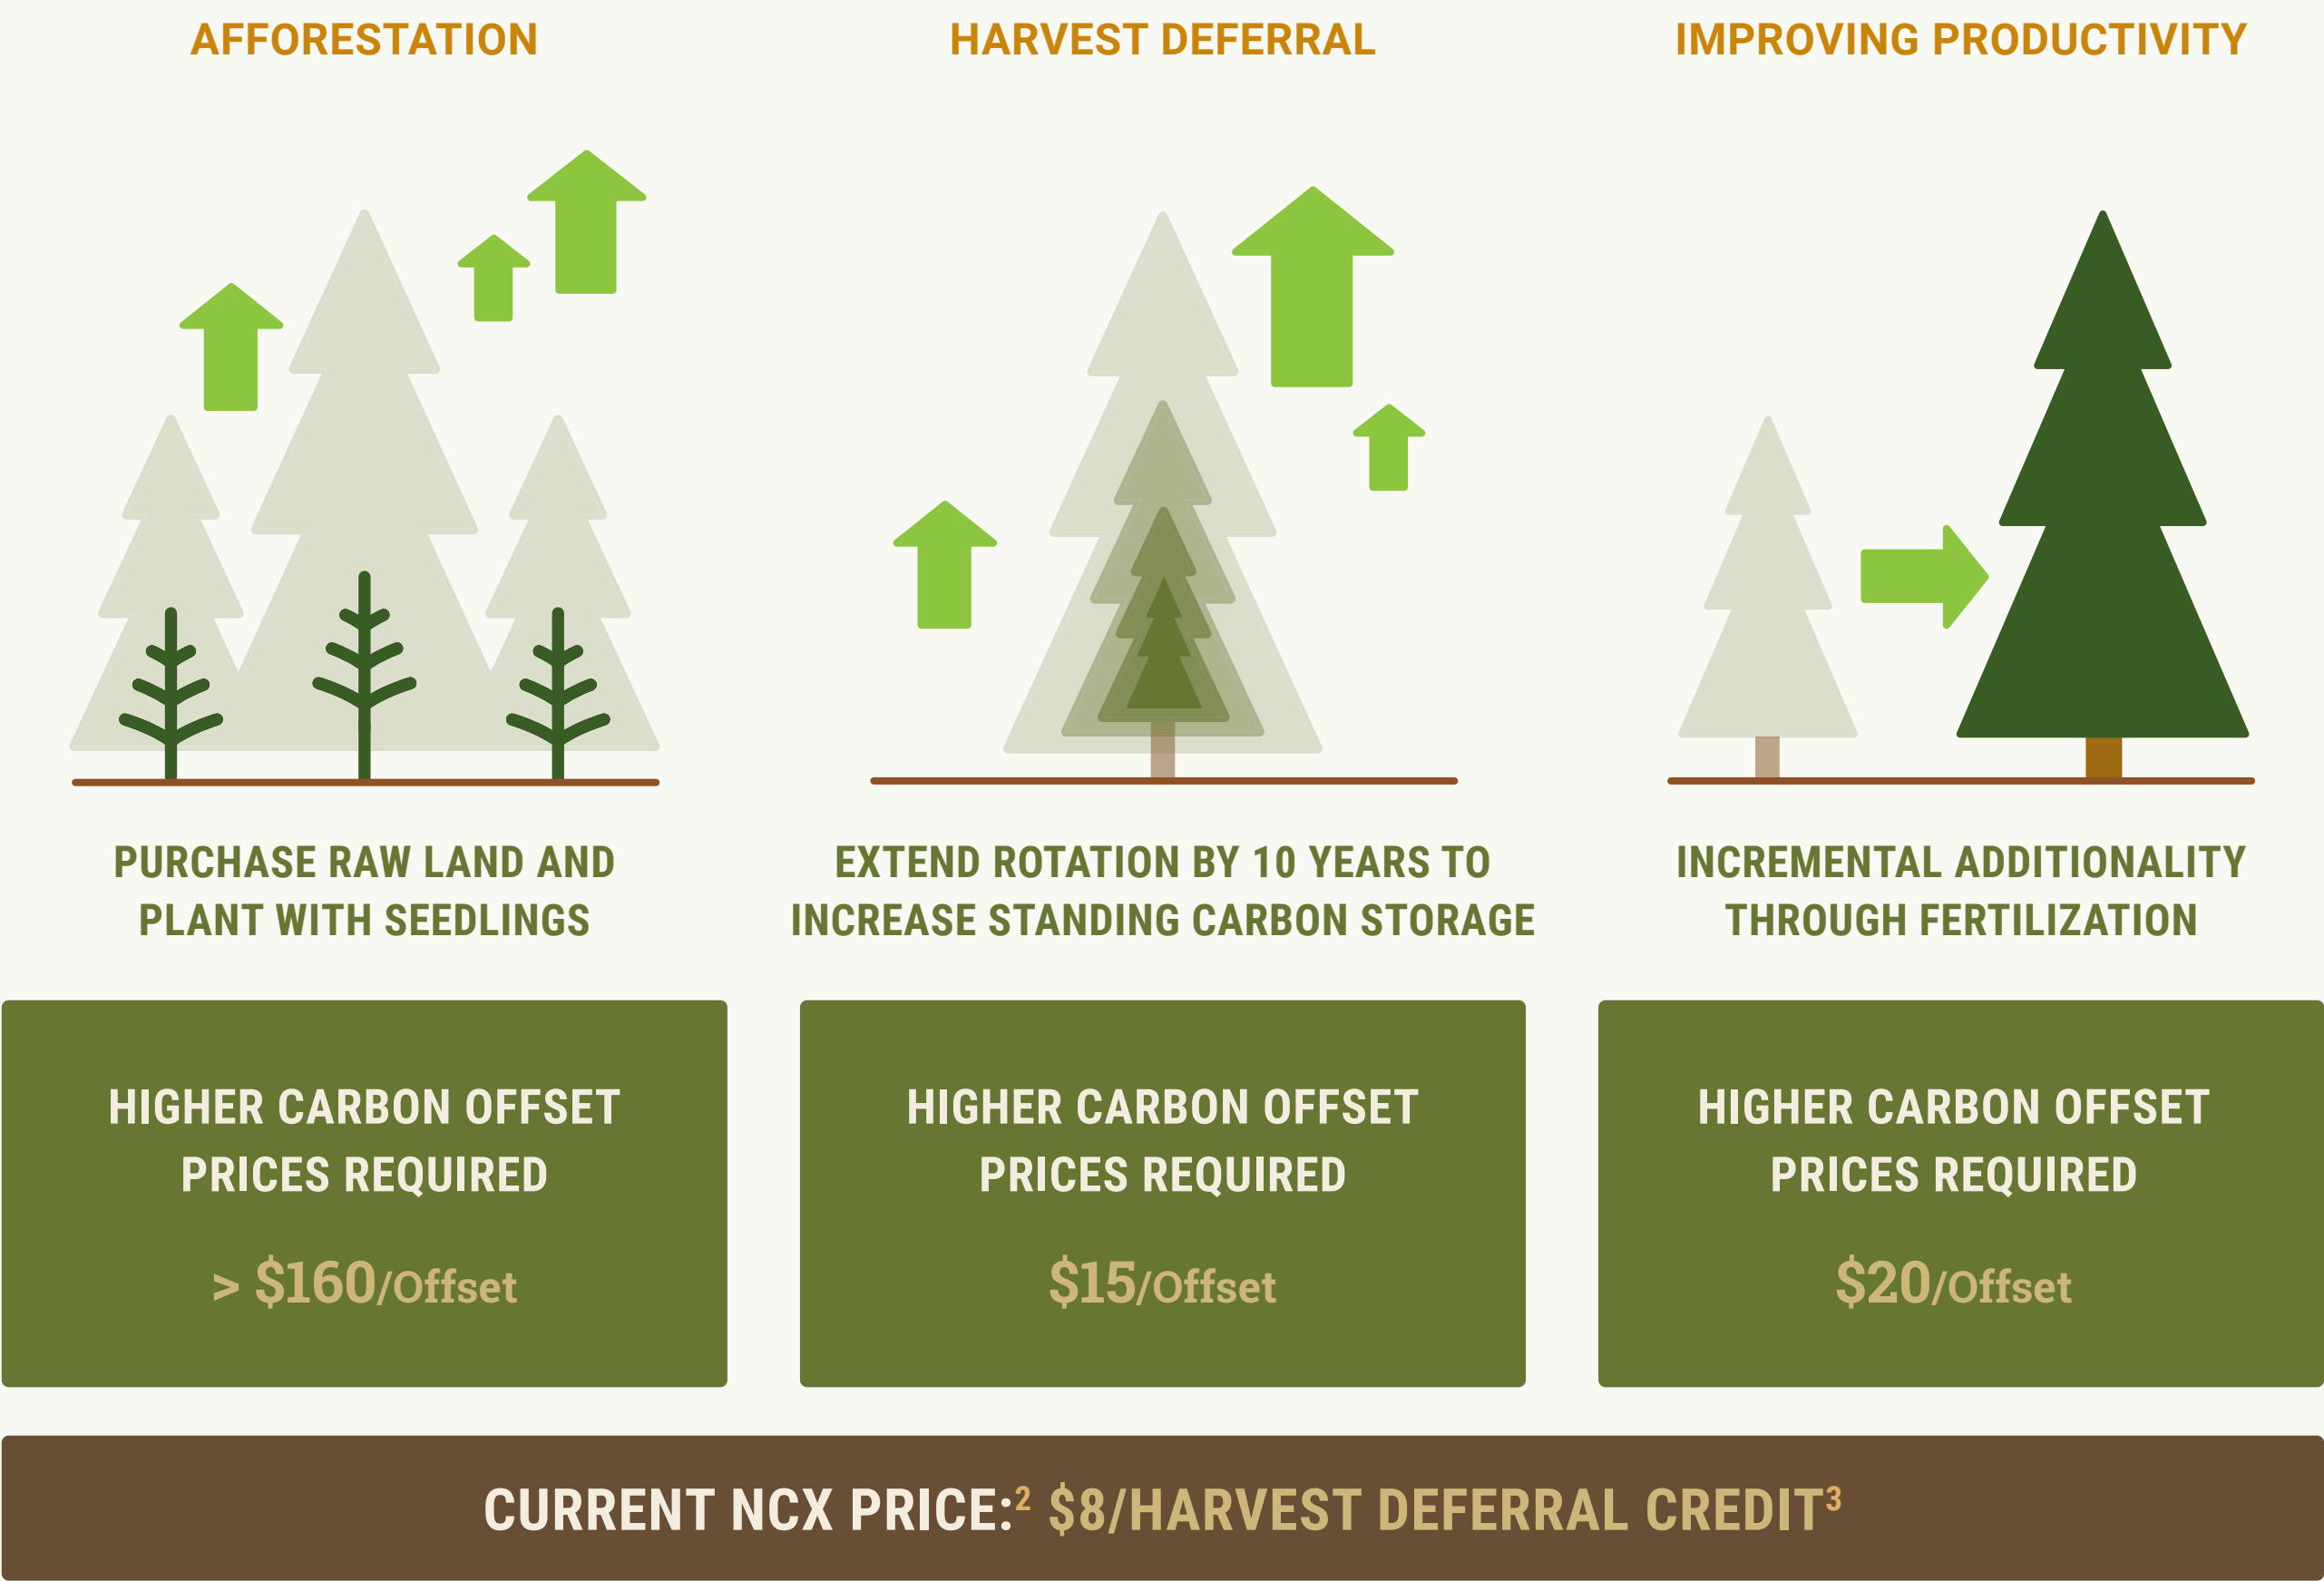 AFFORESTATION
PURCHASE RAW LAND AND
PLANT WITH SEEDLINGS
HIGHER CARBON OFFSET
PRICES REQUIRED
> $160/Offset
HARVEST DEFERRAL
EXTEND ROTATION BY 10 YEARS TO
INCREASE STANDING CARBON STORAGE
HIGHER CARBON OFFSET
PRICES REQUIRED
$15/Offset
IMPROVING PRODUCTIVITY
INCREMENTAL ADDITIONALITY
THROUGH FERTILIZATION
HIGHER CARBON OFFSET
PRICES REQUIRED
$20/Offset
CURRENT NCX PRICE:² $8/HARVEST DEFERRAL CREDIT³